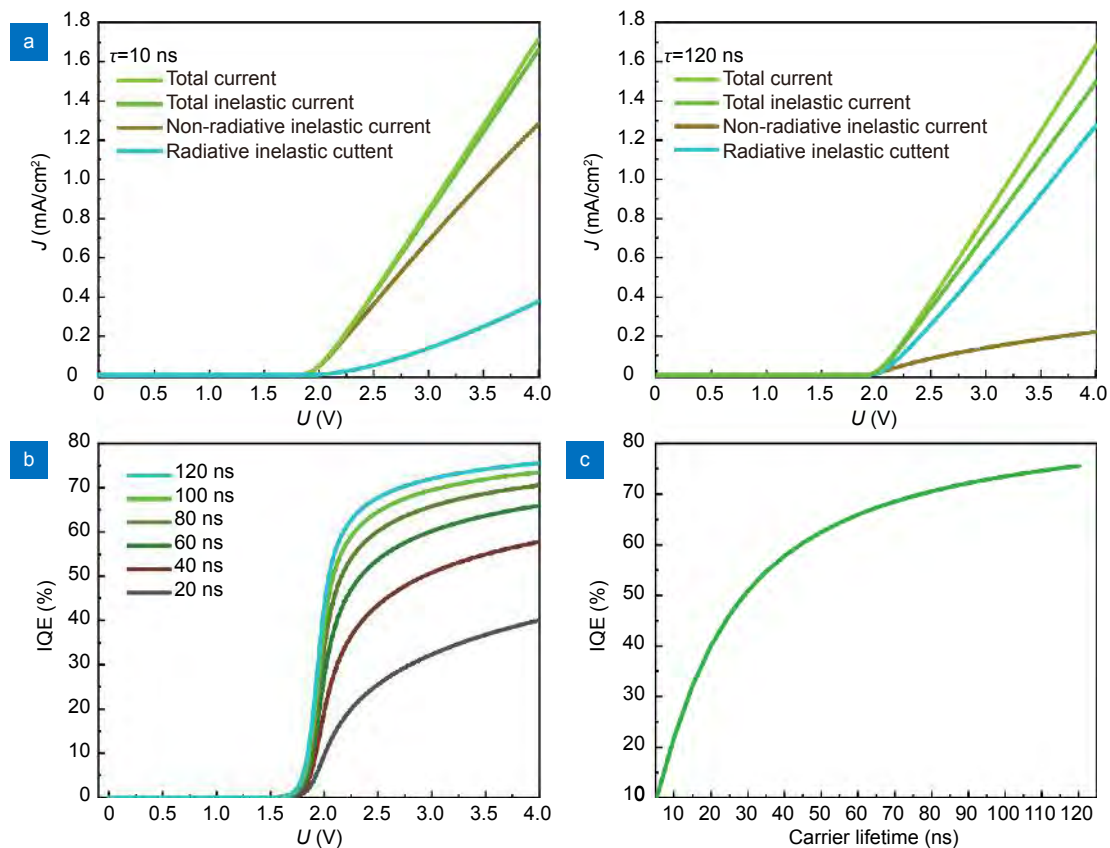 a
τ=10 ns
Total current
Total inelastic current
Non-radiative inelastic current
Radiative inelastic cuttent
J (mA/cm²)
1.8
1.6
1.4
1.2
1.0
0.8
0.6
0.4
0.2
0
0 0.5 1.0 1.5 2.0 2.5 3.0 3.5 4.0
U (V)
τ=120 ns
Total current
Total inelastic current
Non-radiative inelastic current
Radiative inelastic cuttent
J (mA/cm²)
1.8
1.6
1.4
1.2
1.0
0.8
0.6
0.4
0.2
0
0 0.5 1.0 1.5 2.0 2.5 3.0 3.5 4.0
U (V)
b
120 ns
100 ns
80 ns
60 ns
40 ns
20 ns
IQE (%)
80
70
60
50
40
30
20
10
0
0 0.5 1.0 1.5 2.0 2.5 3.0 3.5 4.0
U (V)
c
IQE (%)
80
70
60
50
40
30
20
10
10 20 30 40 50 60 70 80 90 100 110 120
Carrier lifetime (ns)